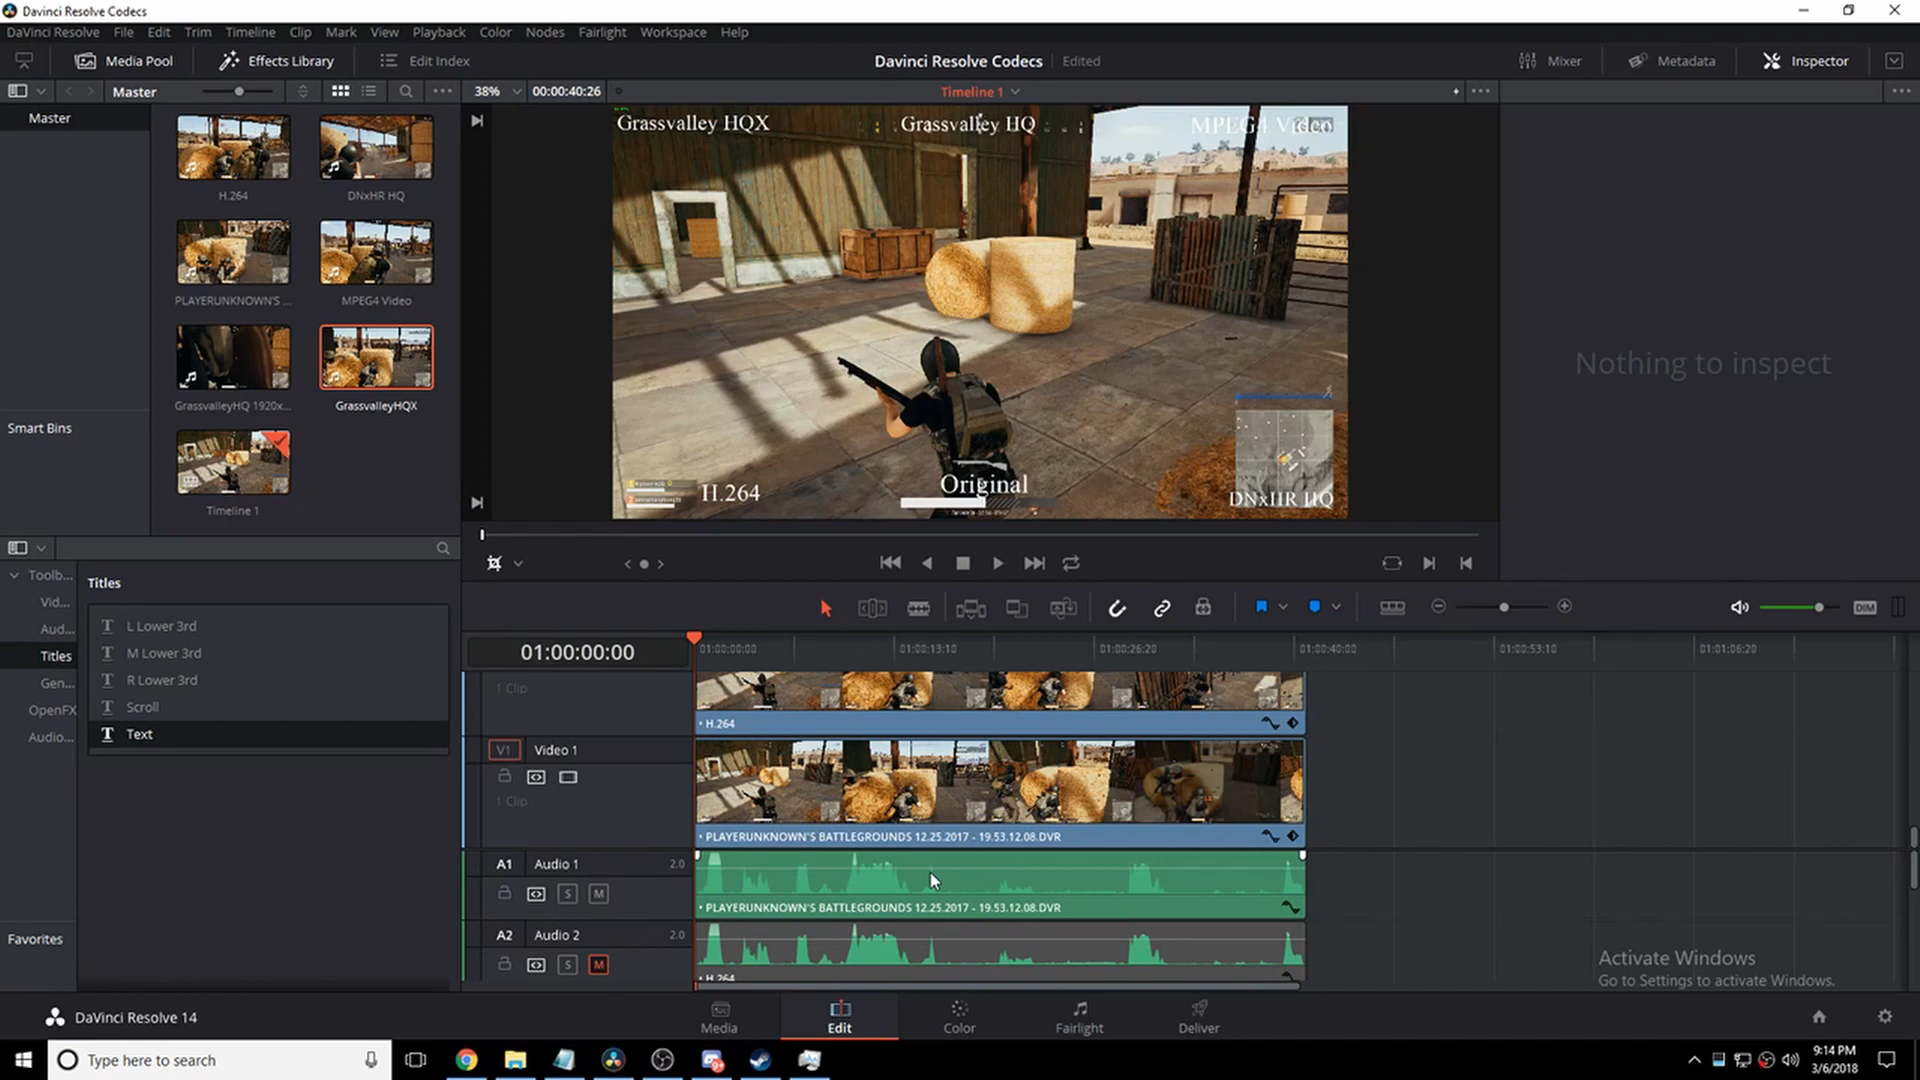 Davinci Resolve Codecs
DaVinci Resolve File Edit Trim Timeline Clip Mark View Playback Color Nodes Fairlight Workspace Help
Media Pool Effects Library Edit Index Davinci Resolve Codecs Edited Mixer Metadata Inspector
Master 38% 00:00:40:26 Timeline 1
Master
H.264 DNxHR HQ
PLAYERUNKNOWN'S ... MPEG4 Video
GrassvalleyHQ 1920x... GrassvalleyHQX
Timeline 1
Smart Bins
Grassvalley HQX Grassvalley HQ MPEG4 Video
H.264 Original DNxHR HQ
Nothing to inspect
Toolb...
Vid...
Aud...
Titles
Gen...
OpenFX
Audio...
Favorites
Titles
L Lower 3rd
M Lower 3rd
R Lower 3rd
Scroll
Text
DIM
01:00:00:00 01:00:00:00 01:00:13:10 01:00:26:20 01:00:40:00 01:00:53:10 01:01:06:20
1 Clip
• H.264
V1 Video 1
1 Clip
• PLAYERUNKNOWN'S BATTLEGROUNDS 12.25.2017 - 19.53.12.08.DVR
A1 Audio 1 2.0
S M
• PLAYERUNKNOWN'S BATTLEGROUNDS 12.25.2017 - 19.53.12.08.DVR
A2 Audio 2 2.0
S M
• H.264
Activate Windows
Go to Settings to activate Windows.
DaVinci Resolve 14 Media Edit Color Fairlight Deliver
Type here to search
9:14 PM
3/6/2018